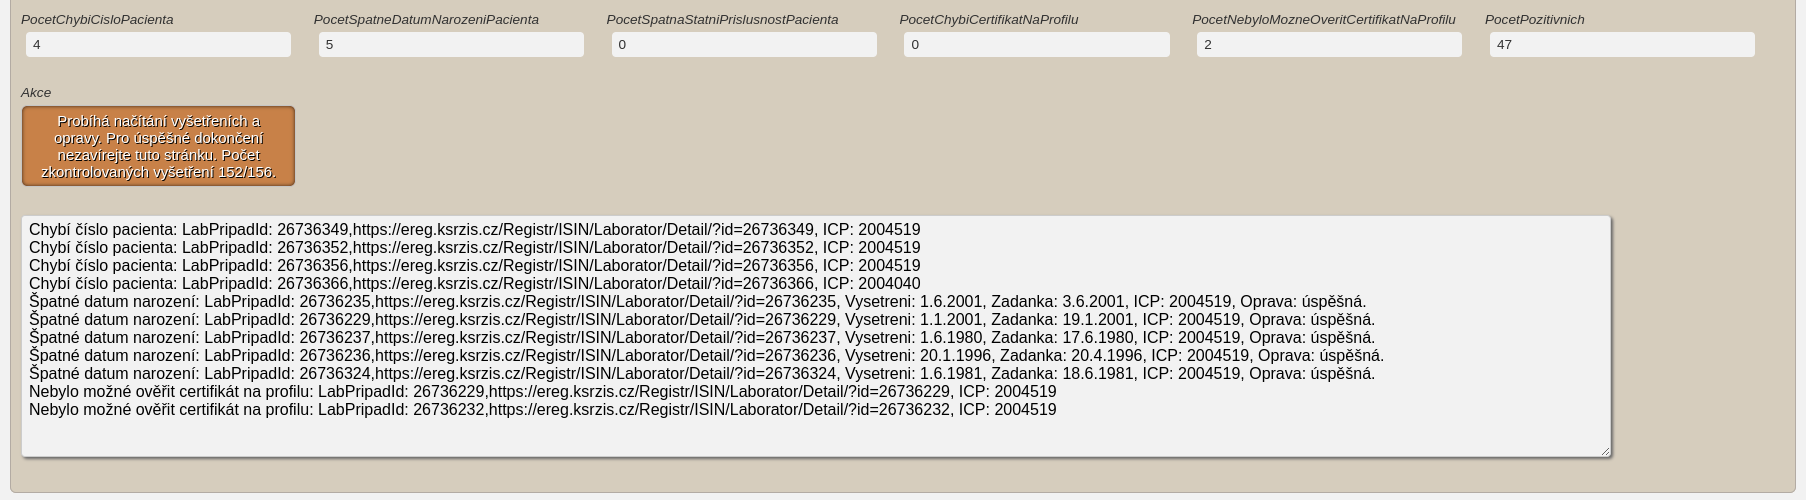 PocetChybiCisloPacienta PocetSpatneDatumNarozeniPacienta PocetSpatnaStatniPrislusnostPacienta PocetChybiCertifikatNaProfilu PocetNebyloMozneOveritCertifikatNaProfilu PocetPozitivnich
4 5 0 0 2 47
Akce
Probíhá načítání vyšetřeních a
opravy. Pro úspěšné dokončení
nezavírejte tuto stránku. Počet
zkontrolovaných vyšetření 152/156.
Chybí číslo pacienta: LabPripadId: 26736349,https://ereg.ksrzis.cz/Registr/ISIN/Laborator/Detail/?id=26736349, ICP: 2004519
Chybí číslo pacienta: LabPripadId: 26736352,https://ereg.ksrzis.cz/Registr/ISIN/Laborator/Detail/?id=26736352, ICP: 2004519
Chybí číslo pacienta: LabPripadId: 26736356,https://ereg.ksrzis.cz/Registr/ISIN/Laborator/Detail/?id=26736356, ICP: 2004519
Chybí číslo pacienta: LabPripadId: 26736366,https://ereg.ksrzis.cz/Registr/ISIN/Laborator/Detail/?id=26736366, ICP: 2004040
Špatné datum narození: LabPripadId: 26736235,https://ereg.ksrzis.cz/Registr/ISIN/Laborator/Detail/?id=26736235, Vysetreni: 1.6.2001, Zadanka: 3.6.2001, ICP: 2004519, Oprava: úspěšná.
Špatné datum narození: LabPripadId: 26736229,https://ereg.ksrzis.cz/Registr/ISIN/Laborator/Detail/?id=26736229, Vysetreni: 1.1.2001, Zadanka: 19.1.2001, ICP: 2004519, Oprava: úspěšná.
Špatné datum narození: LabPripadId: 26736237,https://ereg.ksrzis.cz/Registr/ISIN/Laborator/Detail/?id=26736237, Vysetreni: 1.6.1980, Zadanka: 17.6.1980, ICP: 2004519, Oprava: úspěšná.
Špatné datum narození: LabPripadId: 26736236,https://ereg.ksrzis.cz/Registr/ISIN/Laborator/Detail/?id=26736236, Vysetreni: 20.1.1996, Zadanka: 20.4.1996, ICP: 2004519, Oprava: úspěšná.
Špatné datum narození: LabPripadId: 26736324,https://ereg.ksrzis.cz/Registr/ISIN/Laborator/Detail/?id=26736324, Vysetreni: 1.6.1981, Zadanka: 18.6.1981, ICP: 2004519, Oprava: úspěšná.
Nebylo možné ověřit certifikát na profilu: LabPripadId: 26736229,https://ereg.ksrzis.cz/Registr/ISIN/Laborator/Detail/?id=26736229, ICP: 2004519
Nebylo možné ověřit certifikát na profilu: LabPripadId: 26736232,https://ereg.ksrzis.cz/Registr/ISIN/Laborator/Detail/?id=26736232, ICP: 2004519